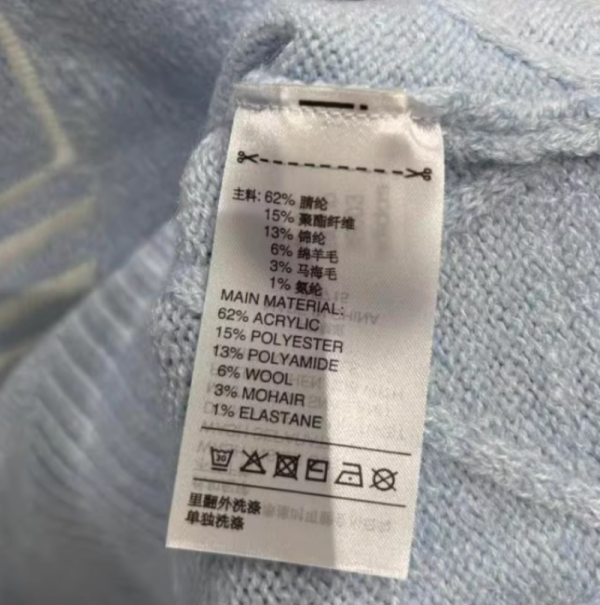 主料: 62% 腈纶
15% 聚酯纤维
13% 锦纶
6% 绵羊毛
3% 马海毛
1% 氨纶
MAIN MATERIAL:
62% ACRYLIC
15% POLYESTER
13% POLYAMIDE
6% WOOL
3% MOHAIR
1% ELASTANE
30
里翻外洗涤
单独洗涤